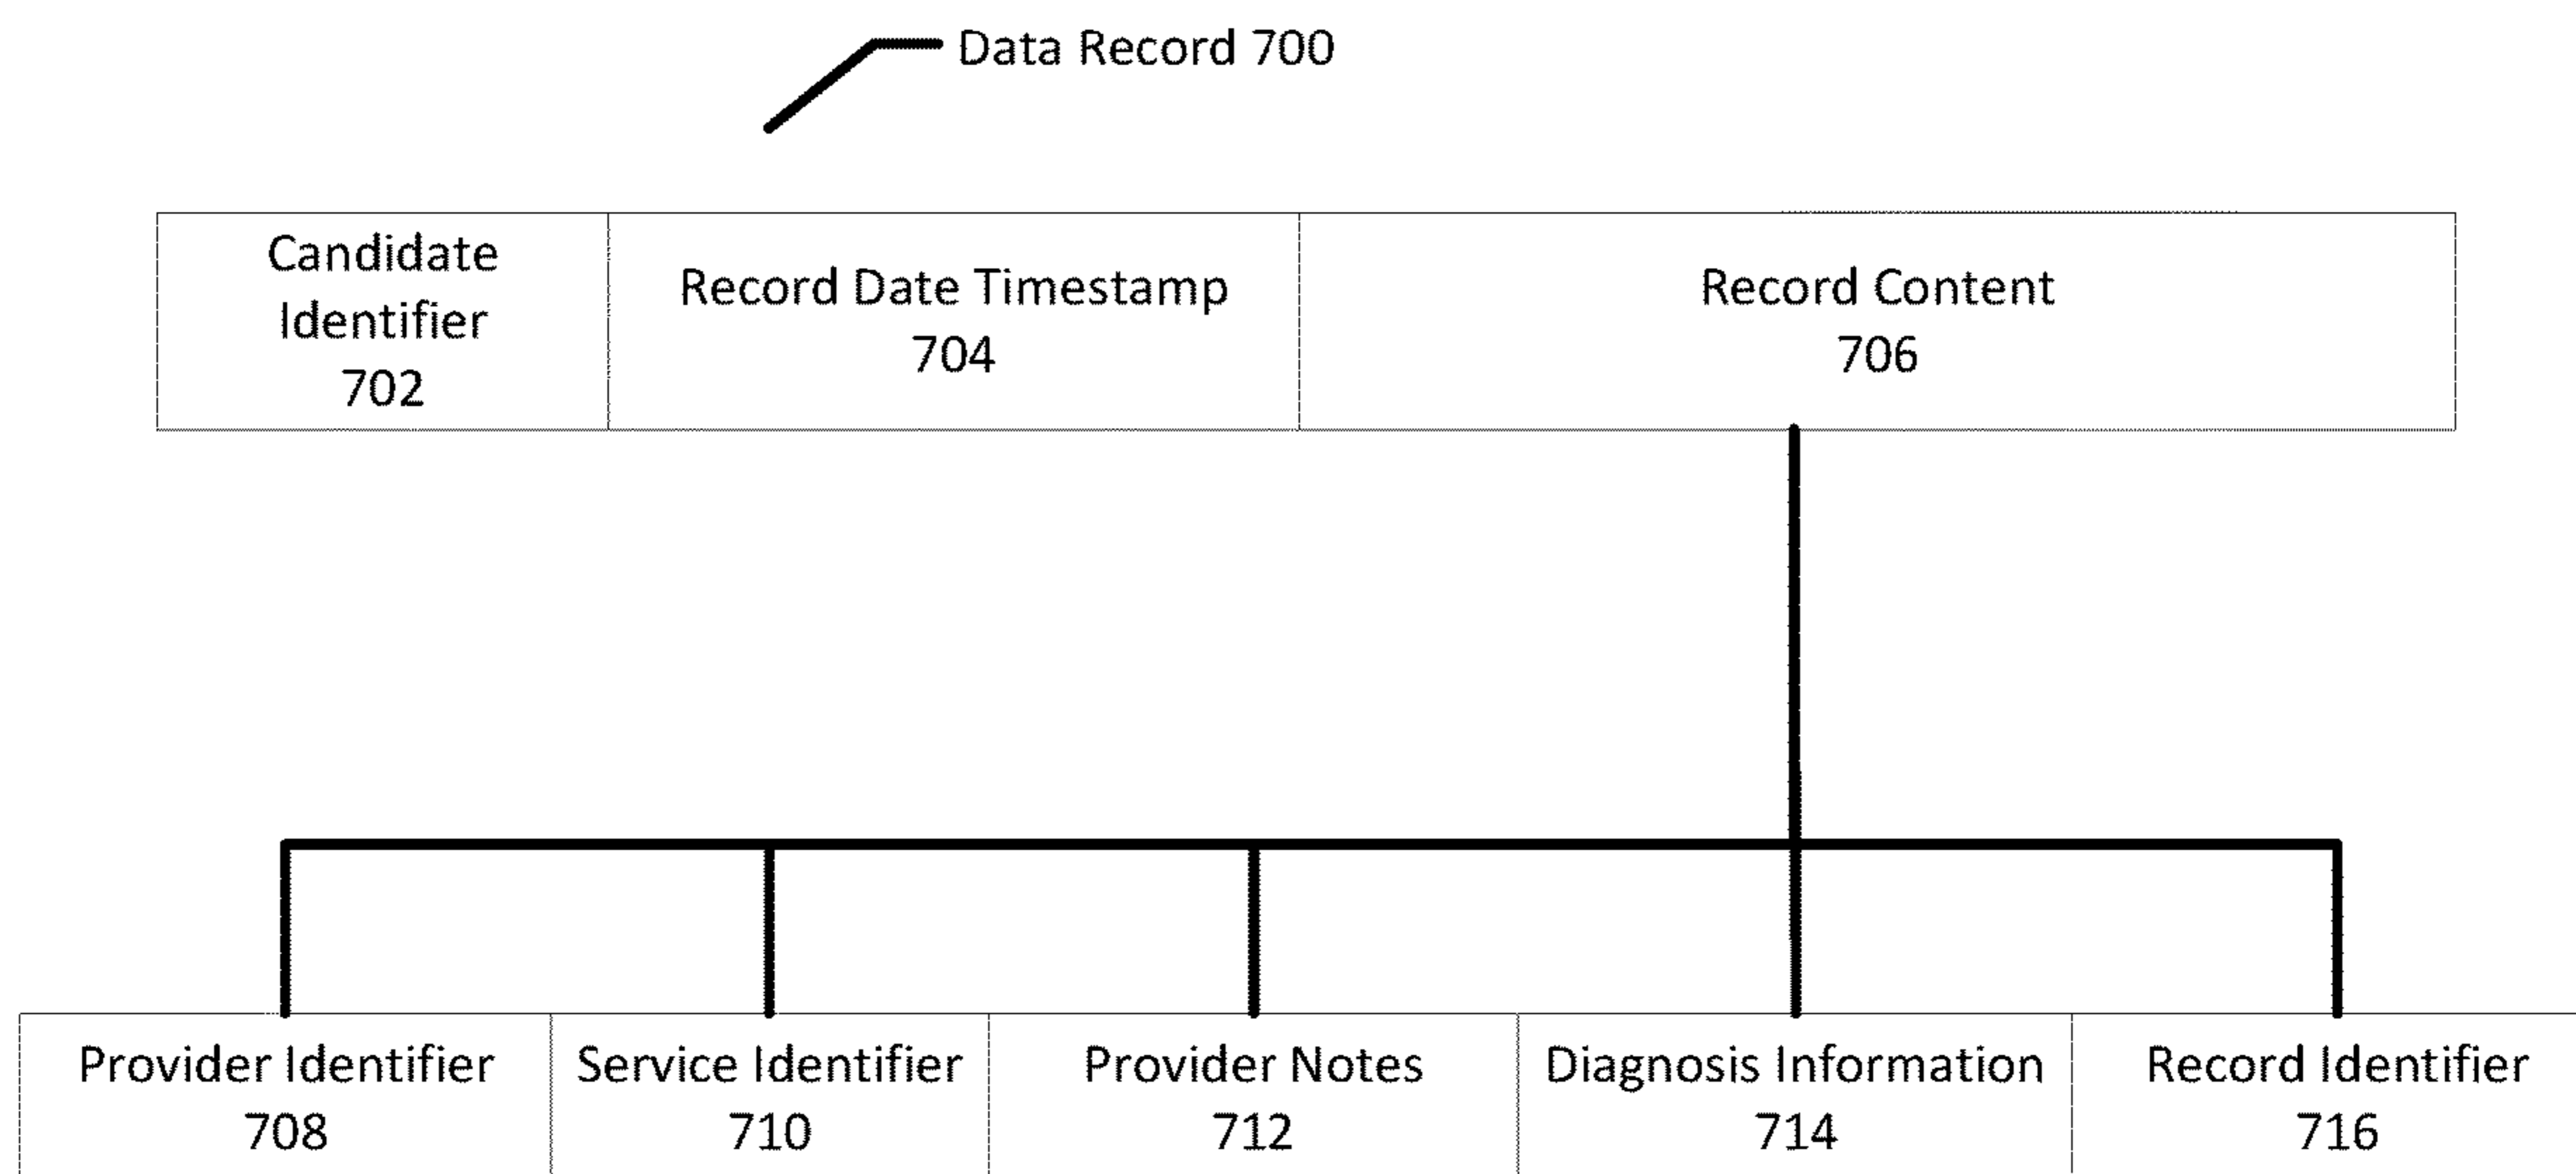 Data Record 700
Candidate
Identifier
702
Record Date Timestamp
704
Record Content
706
Provider Identifier
708
Service Identifier
710
Provider Notes
712
Diagnosis Information
714
Record Identifier
716